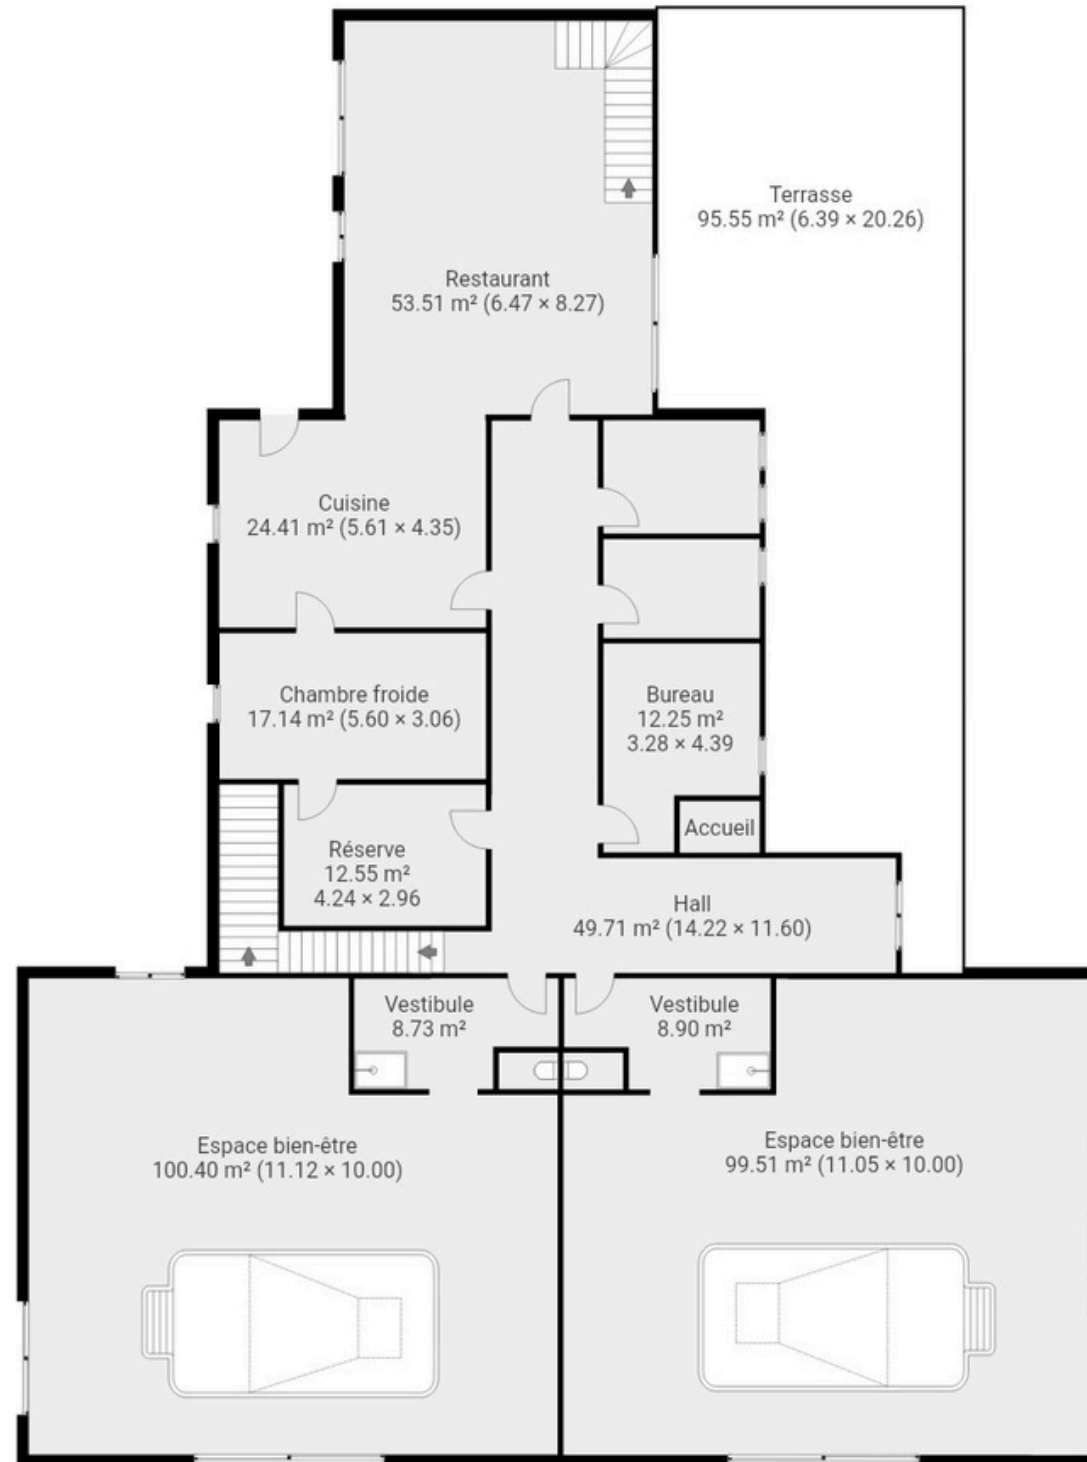 Terrasse
95.55 m² (6.39 × 20.26)
Restaurant
53.51 m² (6.47 × 8.27)
Cuisine
24.41 m² (5.61 × 4.35)
Chambre froide
17.14 m² (5.60 × 3.06)
Bureau
12.25 m²
3.28 × 4.39
Accueil
Réserve
12.55 m²
4.24 × 2.96
Hall
49.71 m² (14.22 × 11.60)
Vestibule
8.73 m²
Vestibule
8.90 m²
Espace bien-être
100.40 m² (11.12 × 10.00)
Espace bien-être
99.51 m² (11.05 × 10.00)